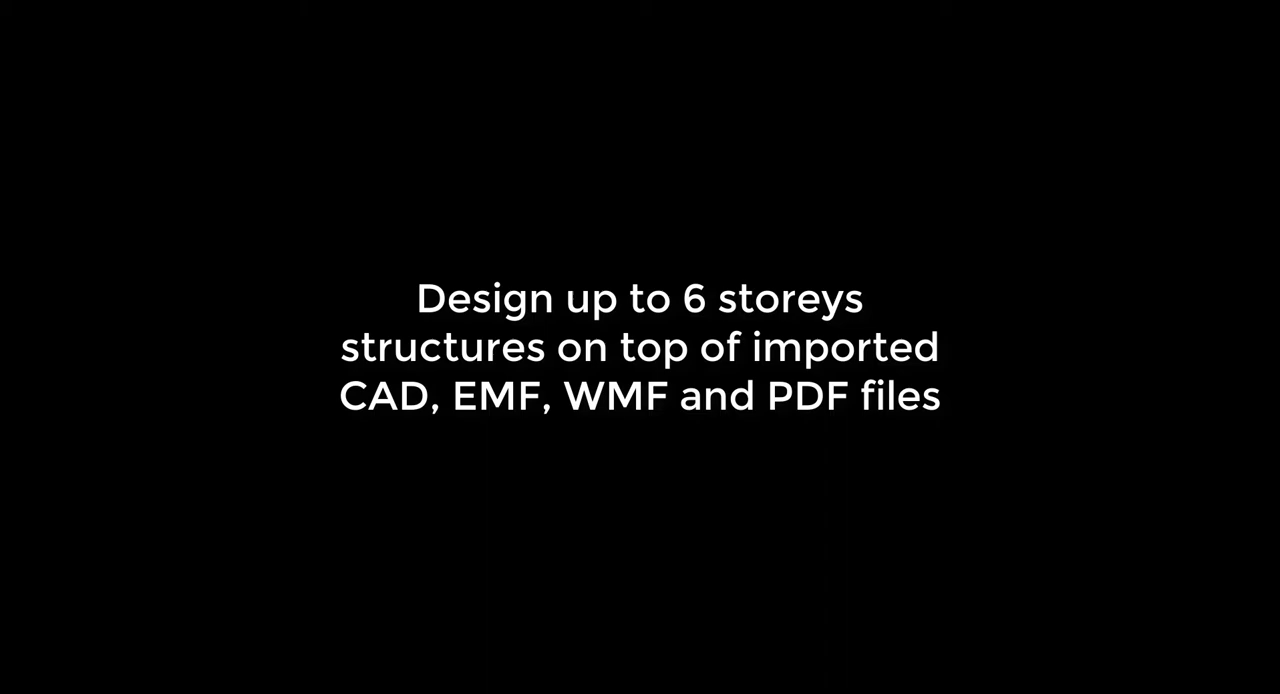 Design up to 6 storeys
structures on top of imported
CAD, EMF, WMF and PDF files